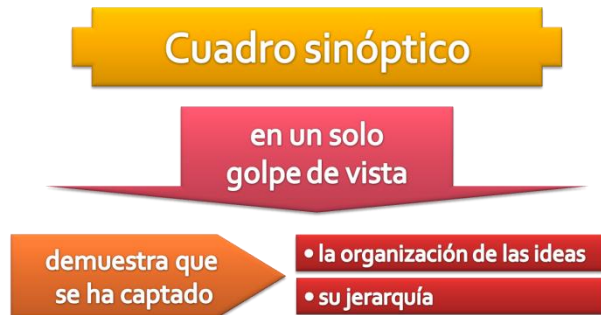 Cuadro sinóptico
en un solo
golpe de vista
demuestra que
se ha captado
• la organización de las ideas
• su jerarquía